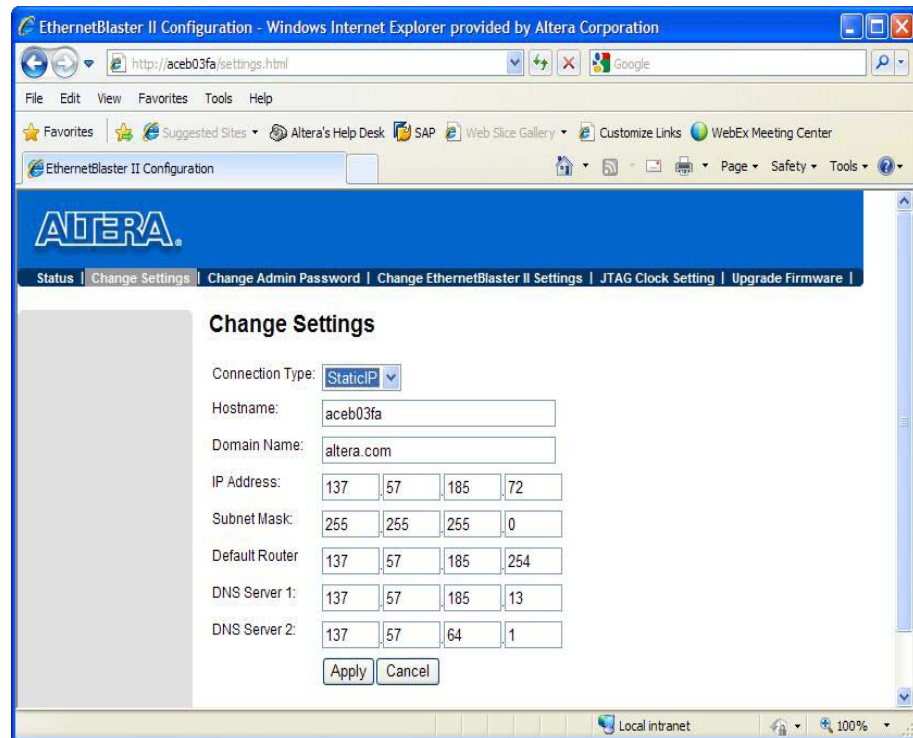 EthernetBlaster II Configuration - Windows Internet Explorer provided by Altera Corporation
http://aceb03fa/settings.html
Google
File Edit View Favorites Tools Help
Favorites Suggested Sites Altera's Help Desk SAP Web Slice Gallery Customize Links WebEx Meeting Center
EthernetBlaster II Configuration
Page Safety Tools
ALTERA®
Status | Change Settings | Change Admin Password | Change EthernetBlaster II Settings | JTAG Clock Setting | Upgrade Firmware |
Change Settings
Connection Type: StaticIP
Hostname: aceb03fa
Domain Name: altera.com
IP Address: 137 .57 .185 .72
Subnet Mask: 255 .255 .255 .0
Default Router 137 .57 .185 .254
DNS Server 1: 137 .57 .185 .13
DNS Server 2: 137 .57 .64 .1
Apply Cancel
Local intranet 100%